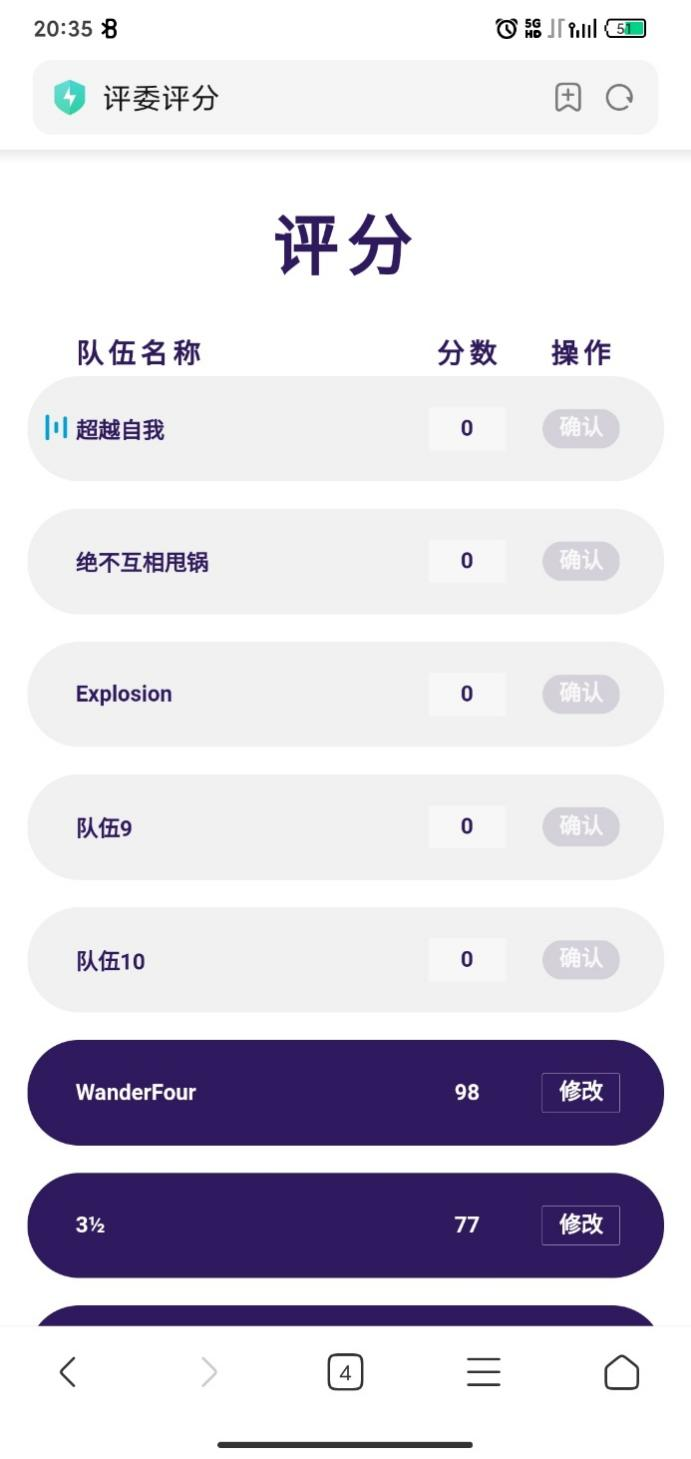 20:35
5G HD
51
评委评分
评分
队伍名称 分数 操作
超越自我 0 确认
绝不互相甩锅 0 确认
Explosion 0 确认
队伍9 0 确认
队伍10 0 确认
WanderFour 98 修改
3½ 77 修改
4